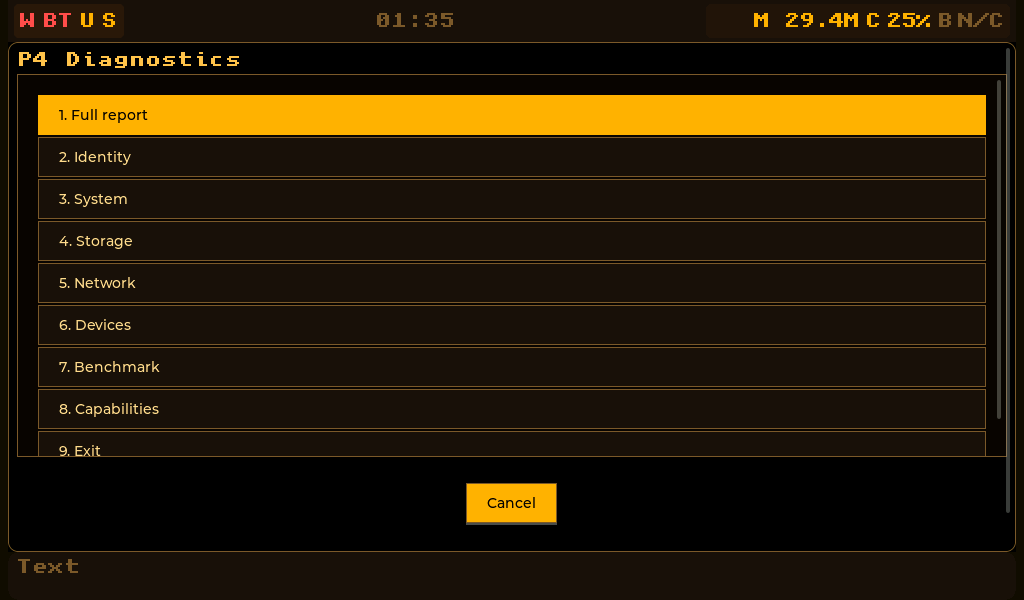 W BT U S 01:35 M 29.4M C 25% B N/C
P4 Diagnostics
1. Full report
2. Identity
3. System
4. Storage
5. Network
6. Devices
7. Benchmark
8. Capabilities
9. Exit
Cancel
Text